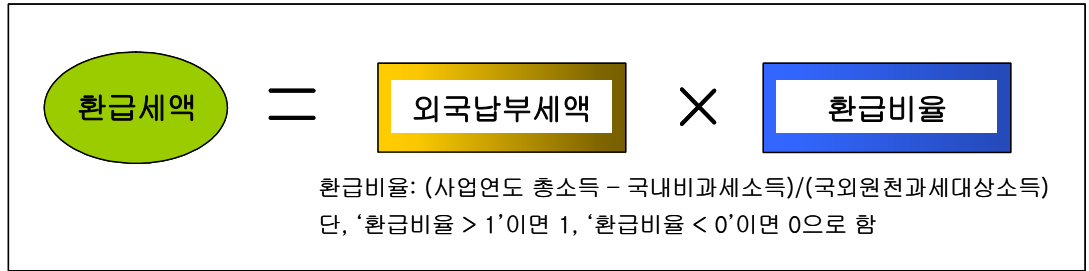 환급세액 = 외국납부세액 × 환급비율
환급비율: (사업연도 총소득 – 국내비과세소득)/(국외원천과세대상소득)
단, ‘환급비율 > 1’이면 1, ‘환급비율 < 0’이면 0으로 함